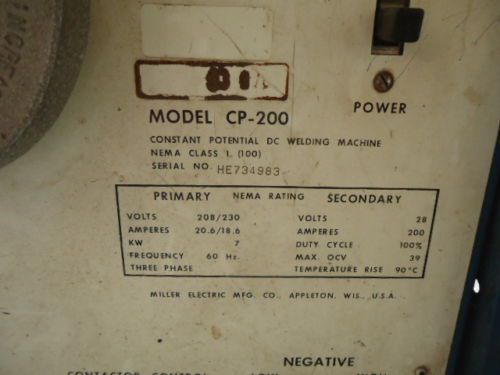 POWER
MODEL CP-200
CONSTANT POTENTIAL DC WELDING MACHINE
NEMA CLASS I. (100)
SERIAL NO. HE734983
PRIMARY NEMA RATING SECONDARY
VOLTS 208/230 VOLTS 28
AMPERES 20.6/18.6 AMPERES 200
KW 7 DUTY CYCLE 100%
FREQUENCY 60 Hz. MAX. OCV 39
THREE PHASE TEMPERATURE RISE 90°C
MILLER ELECTRIC MFG. CO., APPLETON, WIS., U.S.A.
NEGATIVE